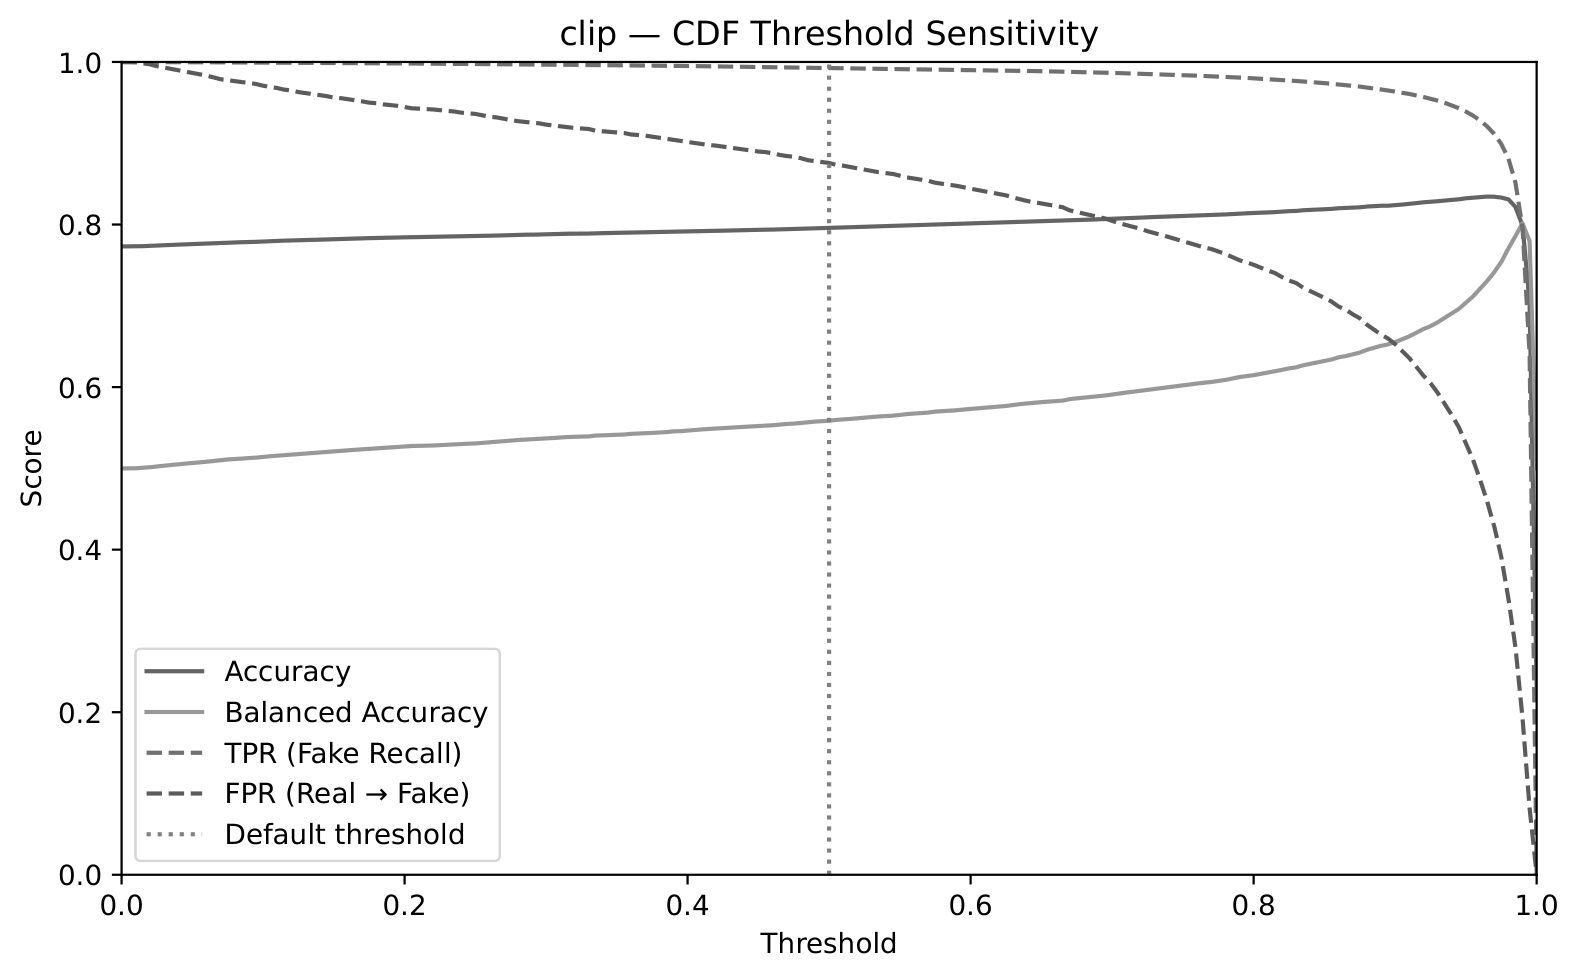 clip — CDF Threshold Sensitivity
1.0
0.8
0.6
0.4
0.2
0.0
Score
Accuracy
Balanced Accuracy
TPR (Fake Recall)
FPR (Real → Fake)
Default threshold
0.0 0.2 0.4 0.6 0.8 1.0
Threshold